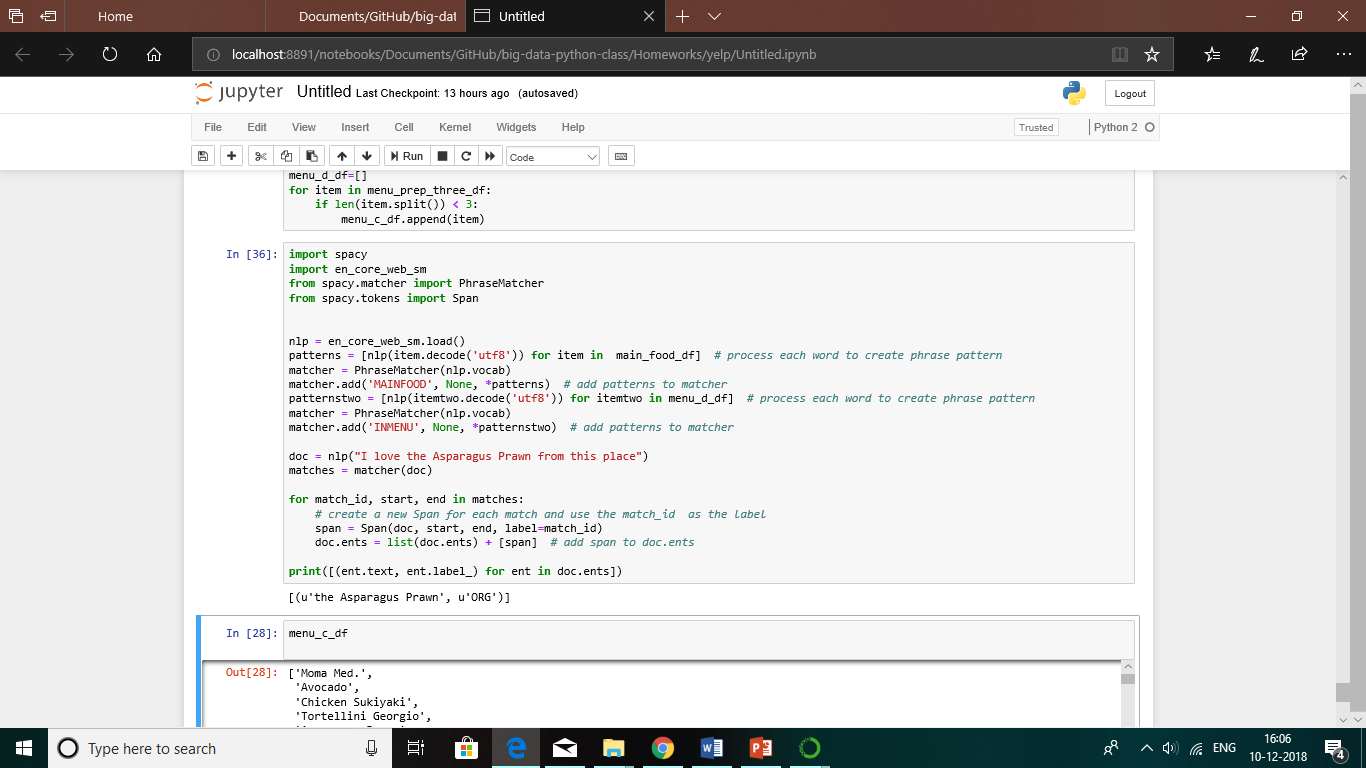 Home
Documents/GitHub/big-dat
Untitled
localhost:8891/notebooks/Documents/GitHub/big-data-python-class/Homeworks/yelp/Untitled.ipynb
jupyter Untitled Last Checkpoint: 13 hours ago (autosaved)
Logout
File Edit View Insert Cell Kernel Widgets Help
Trusted
Python 2
Run
Code
menu_d_df=[]
for item in menu_prep_three_df:
    if len(item.split()) < 3:
        menu_c_df.append(item)
In [36]:
import spacy
import en_core_web_sm
from spacy.matcher import PhraseMatcher
from spacy.tokens import Span
nlp = en_core_web_sm.load()
patterns = [nlp(item.decode('utf8')) for item in  main_food_df]  # process each word to create phrase pattern
matcher = PhraseMatcher(nlp.vocab)
matcher.add('MAINFOOD', None, *patterns)  # add patterns to matcher
patternstwo = [nlp(itemtwo.decode('utf8')) for itemtwo in menu_d_df]  # process each word to create phrase pattern
matcher = PhraseMatcher(nlp.vocab)
matcher.add('INMENU', None, *patternstwo)  # add patterns to matcher
doc = nlp("I love the Asparagus Prawn from this place")
matches = matcher(doc)
for match_id, start, end in matches:
    # create a new Span for each match and use the match_id  as the label
    span = Span(doc, start, end, label=match_id)
    doc.ents = list(doc.ents) + [span]  # add span to doc.ents
print([(ent.text, ent.label_) for ent in doc.ents])
[(u'the Asparagus Prawn', u'ORG')]
In [28]:
menu_c_df
Out[28]:
['Moma Med.',
 'Avocado',
 'Chicken Sukiyaki',
 'Tortellini Georgio',
Type here to search
ENG
16:06
10-12-2018
4